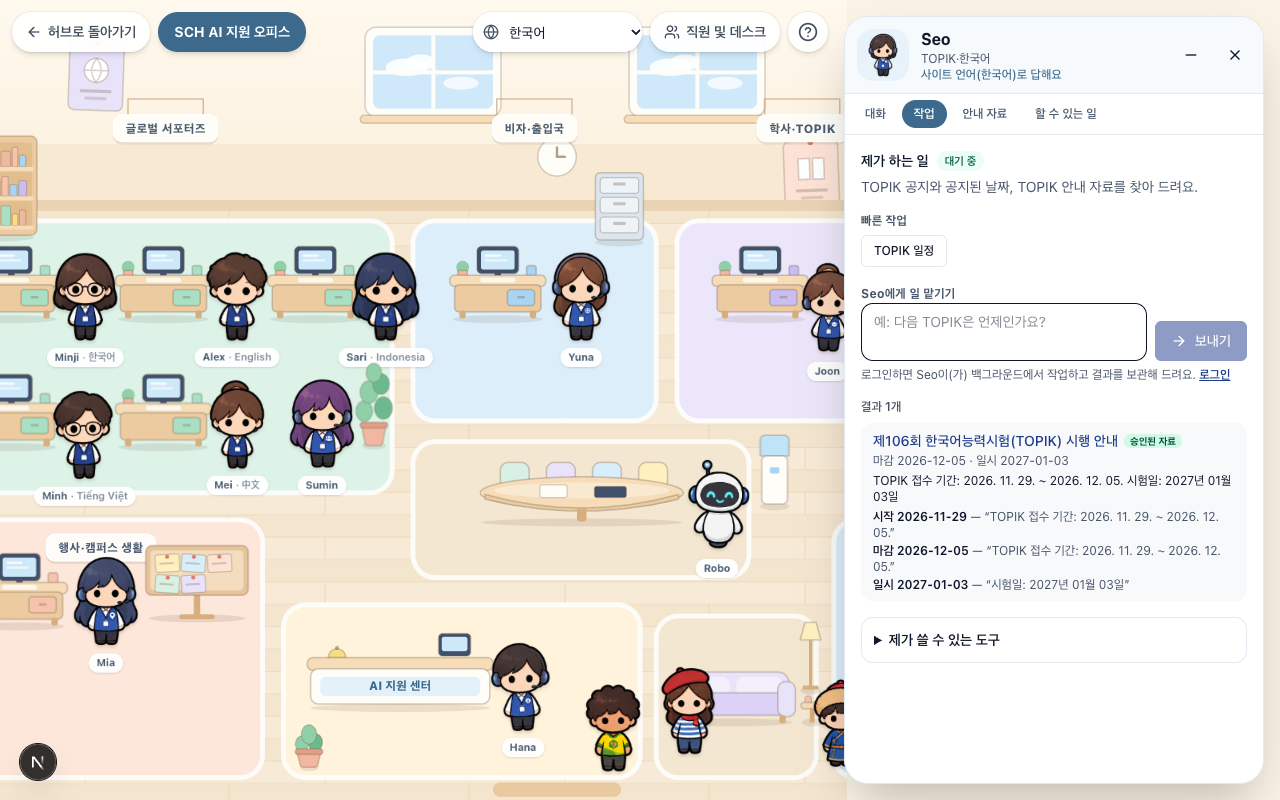 허브로 돌아가기
SCH AI 지원 오피스
한국어
직원 및 데스크
글로벌 서포터즈
비자·출입국
학사·TOPIK
Minji · 한국어
Alex · English
Sari · Indonesia
Yuna
Joon
Minh · Tiếng Việt
Mei · 中文
Sumin
Robo
행사·캠퍼스 생활
Mia
AI 지원 센터
Hana
N
Seo
TOPIK·한국어
사이트 언어(한국어)로 답해요
대화
작업
안내 자료
할 수 있는 일
제가 하는 일 대기 중
TOPIK 공지와 공지된 날짜, TOPIK 안내 자료를 찾아 드려요.
빠른 작업
TOPIK 일정
Seo에게 일 맡기기
예: 다음 TOPIK은 언제인가요?
보내기
로그인하면 Seo이(가) 백그라운드에서 작업하고 결과를 보관해 드려요. 로그인
결과 1개
제106회 한국어능력시험(TOPIK) 시행 안내 승인된 자료
마감 2026-12-05 · 일시 2027-01-03
TOPIK 접수 기간: 2026. 11. 29. ~ 2026. 12. 05. 시험일: 2027년 01월
03일
시작 2026-11-29 — “TOPIK 접수 기간: 2026. 11. 29. ~ 2026. 12.
05.”
마감 2026-12-05 — “TOPIK 접수 기간: 2026. 11. 29. ~ 2026. 12.
05.”
일시 2027-01-03 — “시험일: 2027년 01월 03일”
제가 쓸 수 있는 도구